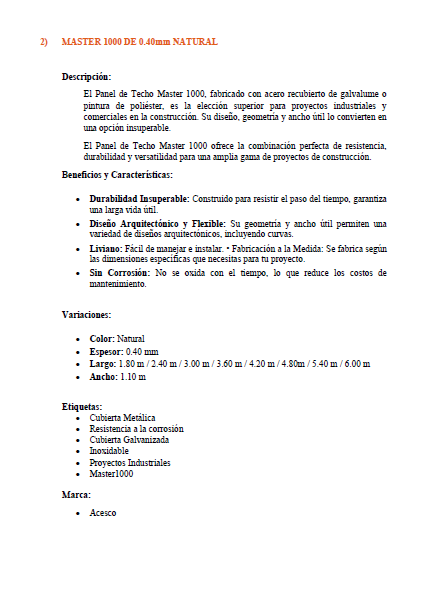 2) MASTER 1000 DE 0.40mm NATURAL
Descripción:
El Panel de Techo Master 1000, fabricado con acero recubierto de galvalume o
pintura de poliéster, es la elección superior para proyectos industriales y
comerciales en la construcción. Su diseño, geometría y ancho útil lo convierten en
una opción insuperable.
El Panel de Techo Master 1000 ofrece la combinación perfecta de resistencia,
durabilidad y versatilidad para una amplia gama de proyectos de construcción.
Beneficios y Características:
• Durabilidad Insuperable: Construido para resistir el paso del tiempo, garantiza
una larga vida útil.
• Diseño Arquitectónico y Flexible: Su geometría y ancho útil permiten una
variedad de diseños arquitectónicos, incluyendo curvas.
• Liviano: Fácil de manejar e instalar. • Fabricación a la Medida: Se fabrica según
las dimensiones específicas que necesitas para tu proyecto.
• Sin Corrosión: No se oxida con el tiempo, lo que reduce los costos de
mantenimiento.
Variaciones:
• Color: Natural
• Espesor: 0.40 mm
• Largo: 1.80 m / 2.40 m / 3.00 m / 3.60 m / 4.20 m / 4.80m / 5.40 m / 6.00 m
• Ancho: 1.10 m
Etiquetas:
• Cubierta Metálica
• Resistencia a la corrosión
• Cubierta Galvanizada
• Inoxidable
• Proyectos Industriales
• Master1000
Marca:
• Acesco